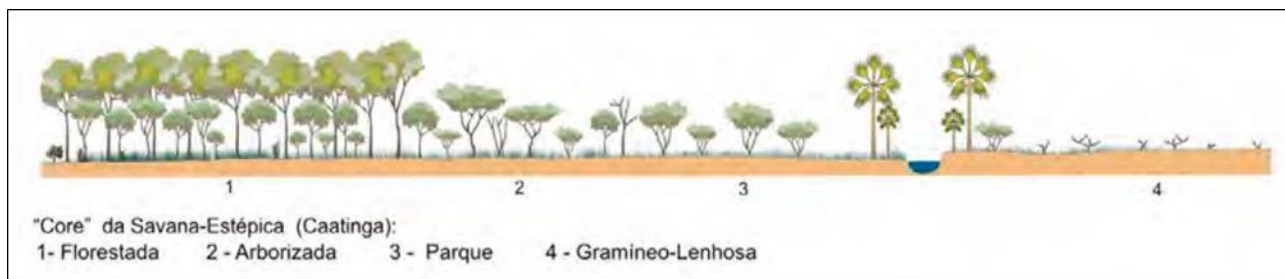 1 2 3 4
"Core" da Savana-Estépica (Caatinga):
1- Florestada 2 - Arborizada 3 - Parque 4 - Gramíneo-Lenhosa